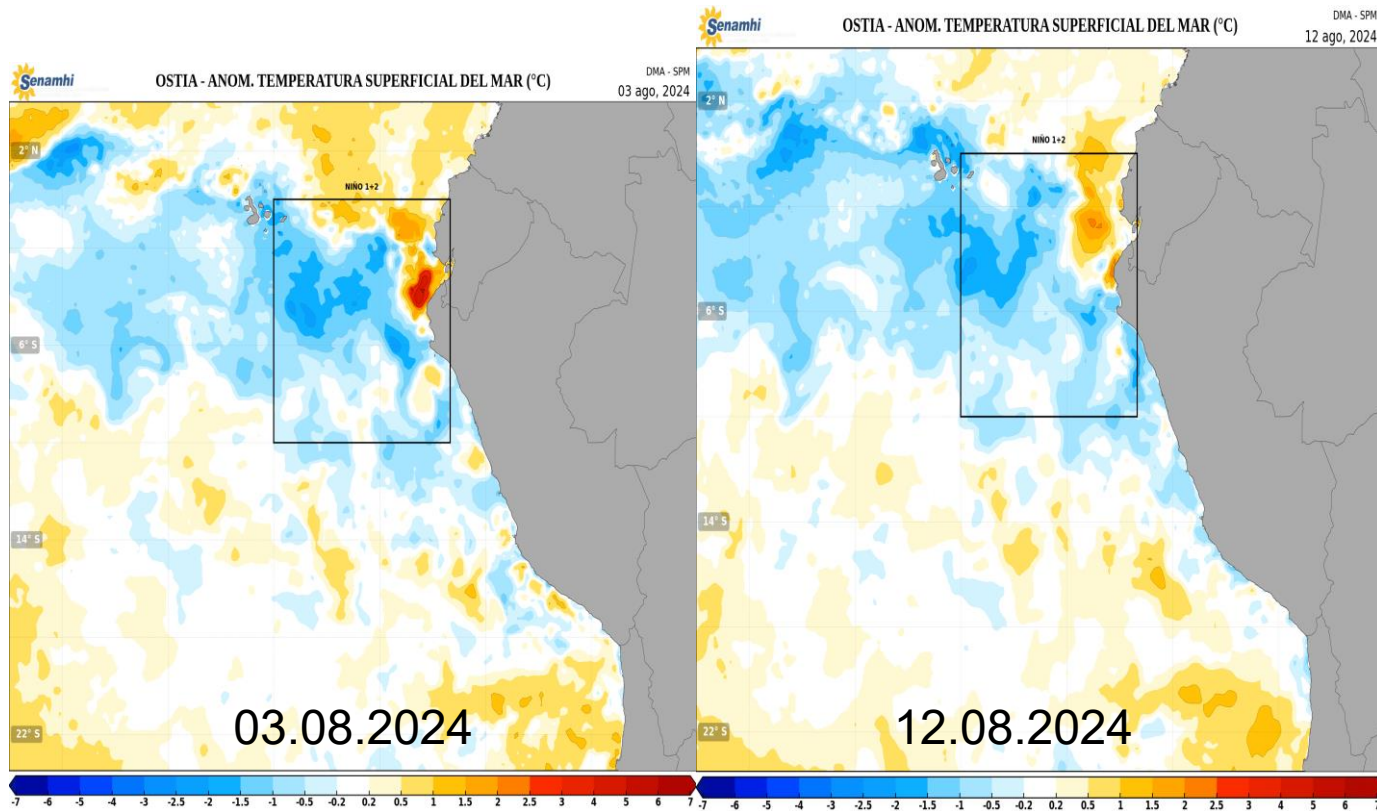 Senamhi
OSTIA - ANOM. TEMPERATURA SUPERFICIAL DEL MAR (°C)
DMA - SPM
03 ago, 2024
2° N
NIÑO 1+2
6° S
14° S
22° S
03.08.2024
-7 -6 -5 -4 -3 -2.5 -2 -1.5 -1 -0.5 -0.2 0.2 0.5 1 1.5 2 2.5 3 4 5 6 7
Senamhi
OSTIA - ANOM. TEMPERATURA SUPERFICIAL DEL MAR (°C)
DMA - SPM
12 ago, 2024
2° N
NIÑO 1+2
6° S
14° S
22° S
12.08.2024
-7 -6 -5 -4 -3 -2.5 -2 -1.5 -1 -0.5 -0.2 0.2 0.5 1 1.5 2 2.5 3 4 5 6